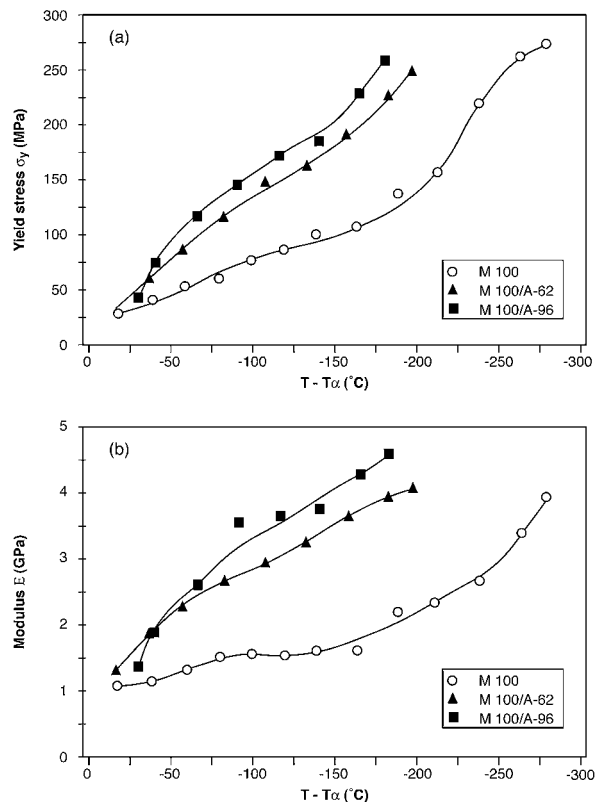 (a)
300
250
200
150
100
50
0
Yield stress σy (MPa)
M 100
M 100/A-62
M 100/A-96
0 -50 -100 -150 -200 -250 -300
T - Tα (˚C)
(b)
5
4
3
2
1
0
Modulus E (GPa)
M 100
M 100/A-62
M 100/A-96
0 -50 -100 -150 -200 -250 -300
T - Tα (˚C)